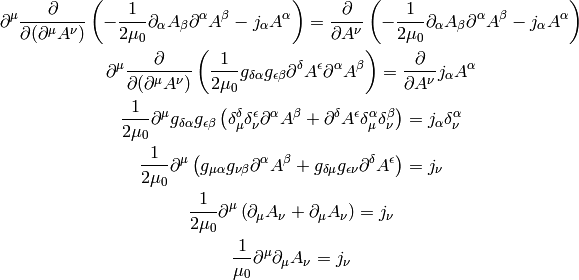 \partial^\mu \frac{\partial}{\partial(\partial^\mu A^\nu)} \left( -\frac{1}{2\mu_0} \partial_\alpha A_\beta \partial^\alpha A^\beta - j_\alpha A^\alpha \right) = \frac{\partial}{\partial A^\nu} \left( -\frac{1}{2\mu_0} \partial_\alpha A_\beta \partial^\alpha A^\beta - j_\alpha A^\alpha \right)
\partial^\mu \frac{\partial}{\partial(\partial^\mu A^\nu)} \left( \frac{1}{2\mu_0} g_{\delta\alpha} g_{\epsilon\beta} \partial^\delta A^\epsilon \partial^\alpha A^\beta \right) = \frac{\partial}{\partial A^\nu} j_\alpha A^\alpha
\frac{1}{2\mu_0} \partial^\mu g_{\delta\alpha} g_{\epsilon\beta} \left( \delta^\delta_\mu \delta^\epsilon_\nu \partial^\alpha A^\beta + \partial^\delta A^\epsilon \delta^\alpha_\mu \delta^\beta_\nu \right) = j_\alpha \delta^\alpha_\nu
\frac{1}{2\mu_0} \partial^\mu \left( g_{\mu\alpha} g_{\nu\beta} \partial^\alpha A^\beta + g_{\delta\mu} g_{\epsilon\nu} \partial^\delta A^\epsilon \right) = j_\nu
\frac{1}{2\mu_0} \partial^\mu \left( \partial_\mu A_\nu + \partial_\mu A_\nu \right) = j_\nu
\frac{1}{\mu_0} \partial^\mu \partial_\mu A_\nu = j_\nu